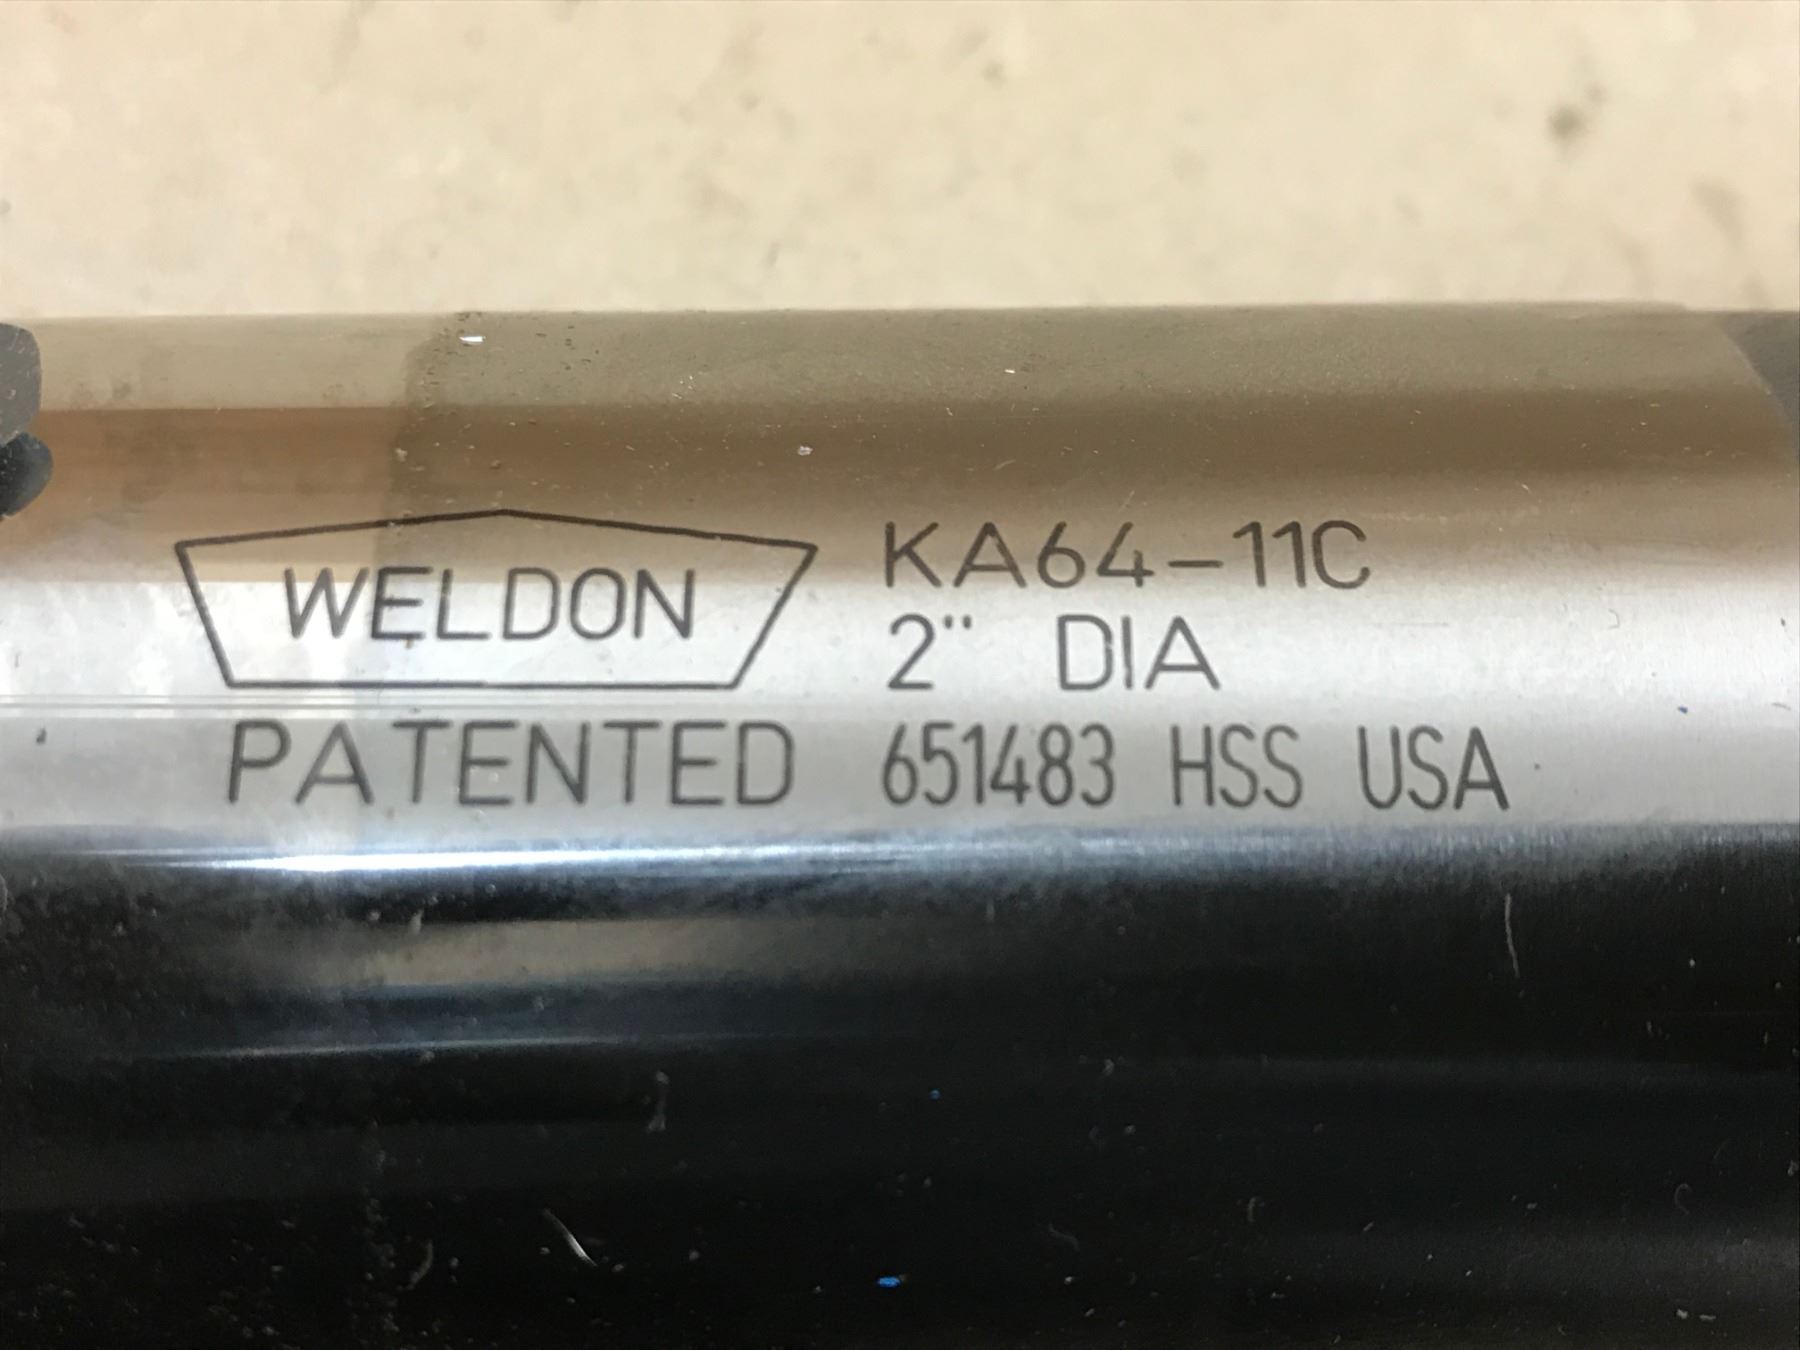 WELDON
KA64-11C
2" DIA
PATENTED 651483 HSS USA